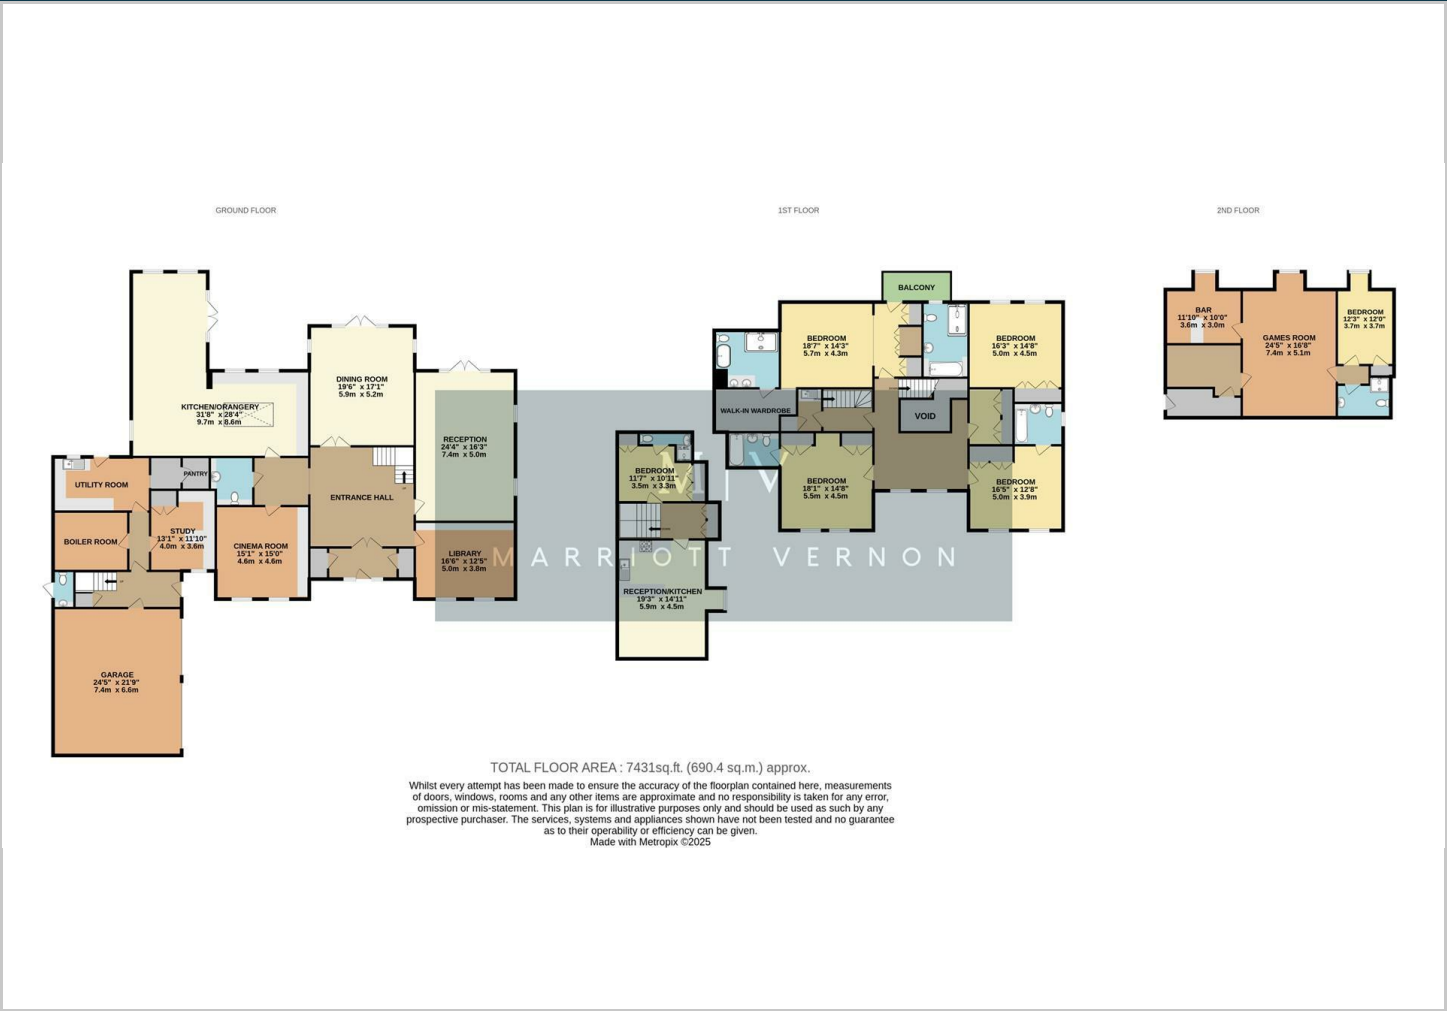 GROUND FLOOR
1ST FLOOR
2ND FLOOR
KITCHEN/ORANGERY
31'8" x 28'4"
9.7m x 8.6m
DINING ROOM
19'6" x 17'1"
5.9m x 5.2m
RECEPTION
24'4" x 16'3"
7.4m x 5.0m
PANTRY
UTILITY ROOM
ENTRANCE HALL
BOILER ROOM
STUDY
13'1" x 11'10"
4.0m x 3.6m
CINEMA ROOM
15'1" x 15'0"
4.6m x 4.6m
LIBRARY
16'6" x 12'5"
5.0m x 3.8m
GARAGE
24'5" x 21'9"
7.4m x 6.6m
BALCONY
BEDROOM
18'7" x 14'3"
5.7m x 4.3m
BEDROOM
16'3" x 14'8"
5.0m x 4.5m
WALK-IN WARDROBE
VOID
BEDROOM
11'7" x 10'11"
3.5m x 3.3m
BEDROOM
18'1" x 14'8"
5.5m x 4.5m
BEDROOM
16'5" x 12'8"
5.0m x 3.9m
RECEPTION/KITCHEN
19'3" x 14'11"
5.9m x 4.5m
BAR
11'10" x 10'0"
3.6m x 3.0m
GAMES ROOM
24'5" x 16'8"
7.4m x 5.1m
BEDROOM
12'3" x 12'0"
3.7m x 3.7m
M | V
MARRIOTT VERNON
TOTAL FLOOR AREA : 7431sq.ft. (690.4 sq.m.) approx.
Whilst every attempt has been made to ensure the accuracy of the floorplan contained here, measurements
of doors, windows, rooms and any other items are approximate and no responsibility is taken for any error,
omission or mis-statement. This plan is for illustrative purposes only and should be used as such by any
prospective purchaser. The services, systems and appliances shown have not been tested and no guarantee
as to their operability or efficiency can be given.
Made with Metropix ©2025